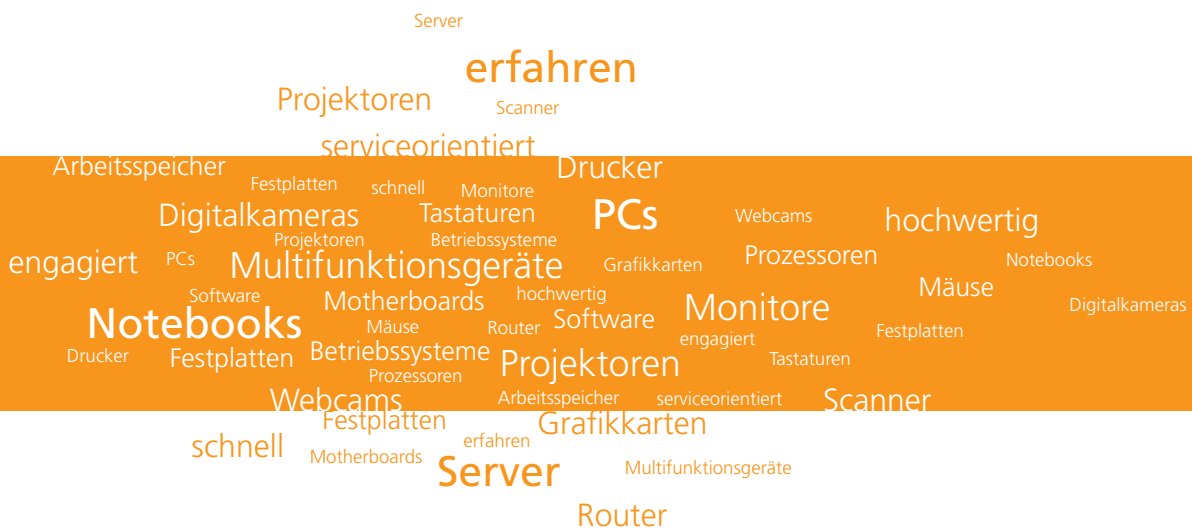 Server
erfahren
Projektoren
Scanner
serviceorientiert
Arbeitsspeicher
Drucker
Festplatten
schnell
Monitore
Digitalkameras
Tastaturen
PCs
Webcams
hochwertig
Projektoren
Betriebssysteme
engagiert
PCs
Multifunktionsgeräte
Grafikkarten
Prozessoren
Notebooks
Software
Motherboards
hochwertig
Monitore
Mäuse
Digitalkameras
Notebooks
Mäuse
Router
Software
engagiert
Festplatten
Drucker
Festplatten
Betriebssysteme
Projektoren
Tastaturen
Prozessoren
Webcams
Arbeitsspeicher
serviceorientiert
Scanner
Festplatten
Grafikkarten
schnell
erfahren
Motherboards
Server
Multifunktionsgeräte
Router